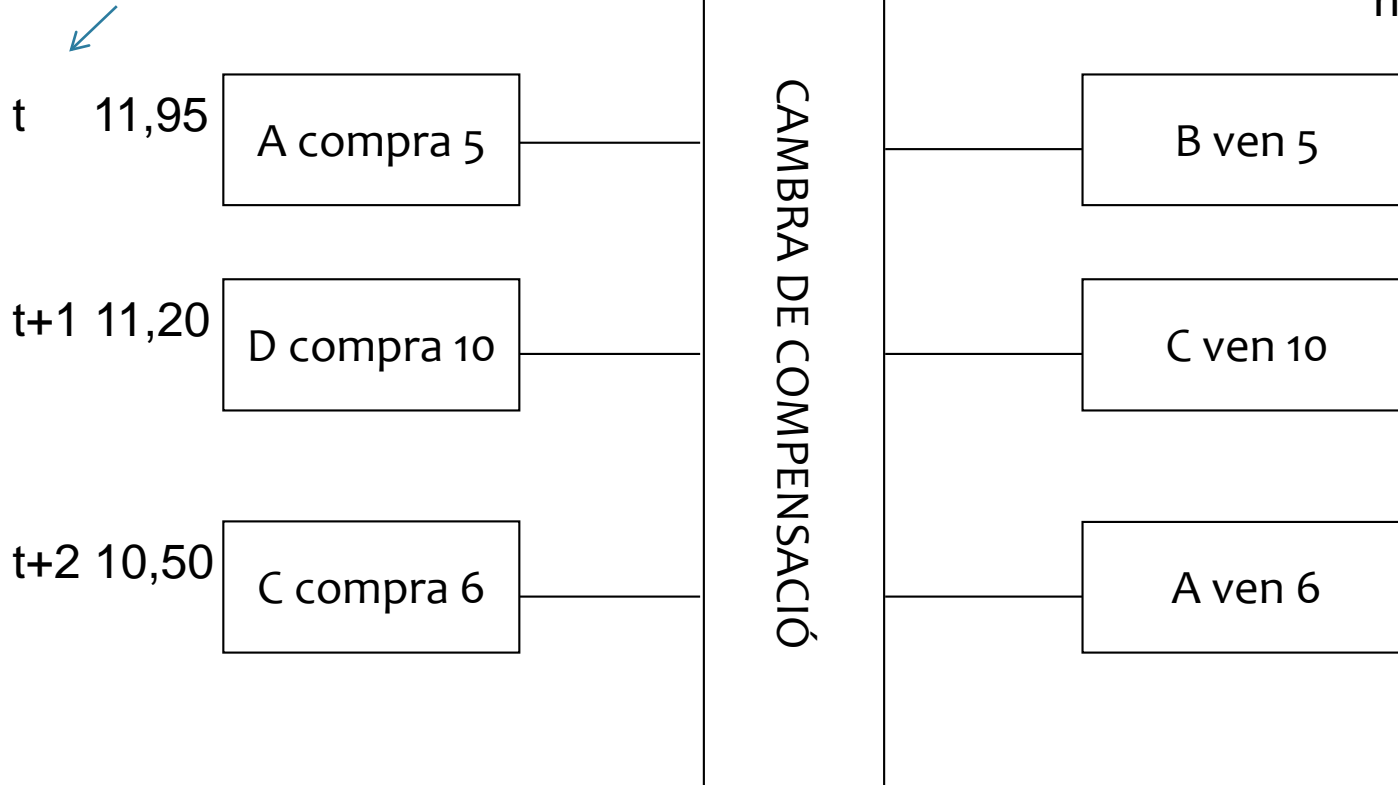 t 11,95
A compra 5
B ven 5
t+1 11,20
D compra 10
C ven 10
t+2 10,50
C compra 6
A ven 6
CAMBRA DE COMPENSACIÓ